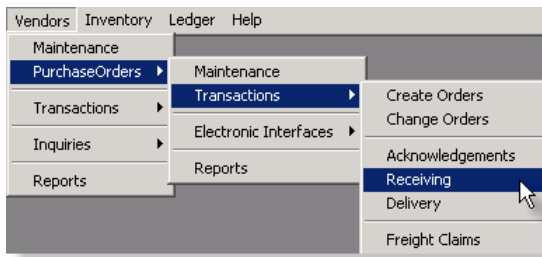 Vendors Inventory Ledger Help
Maintenance
PurchaseOrders
Transactions
Inquiries
Reports
Maintenance
Transactions
Electronic Interfaces
Reports
Create Orders
Change Orders
Acknowledgements
Receiving
Delivery
Freight Claims